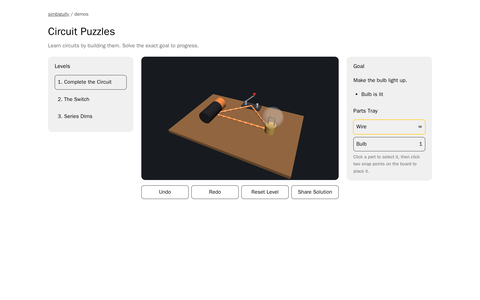 simbatufy / demos
Circuit Puzzles
Learn circuits by building them. Solve the exact goal to progress.
Levels
1. Complete the Circuit
2. The Switch
3. Series Dims
Undo
Redo
Reset Level
Share Solution
Goal
Make the bulb light up.
Bulb is lit
Parts Tray
Wire ∞
Bulb 1
Click a part to select it, then click
two snap points on the board to
place it.